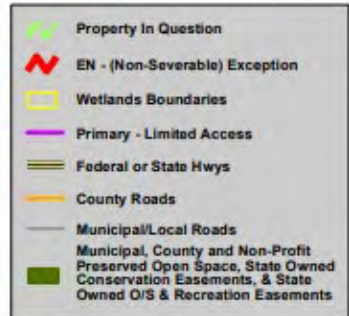 Property In Question
EN - (Non-Severable) Exception
Wetlands Boundaries
Primary - Limited Access
Federal or State Hwys
County Roads
Municipal/Local Roads
Municipal, County and Non-Profit
Preserved Open Space, State Owned
Conservation Easements, & State
Owned O/S & Recreation Easements